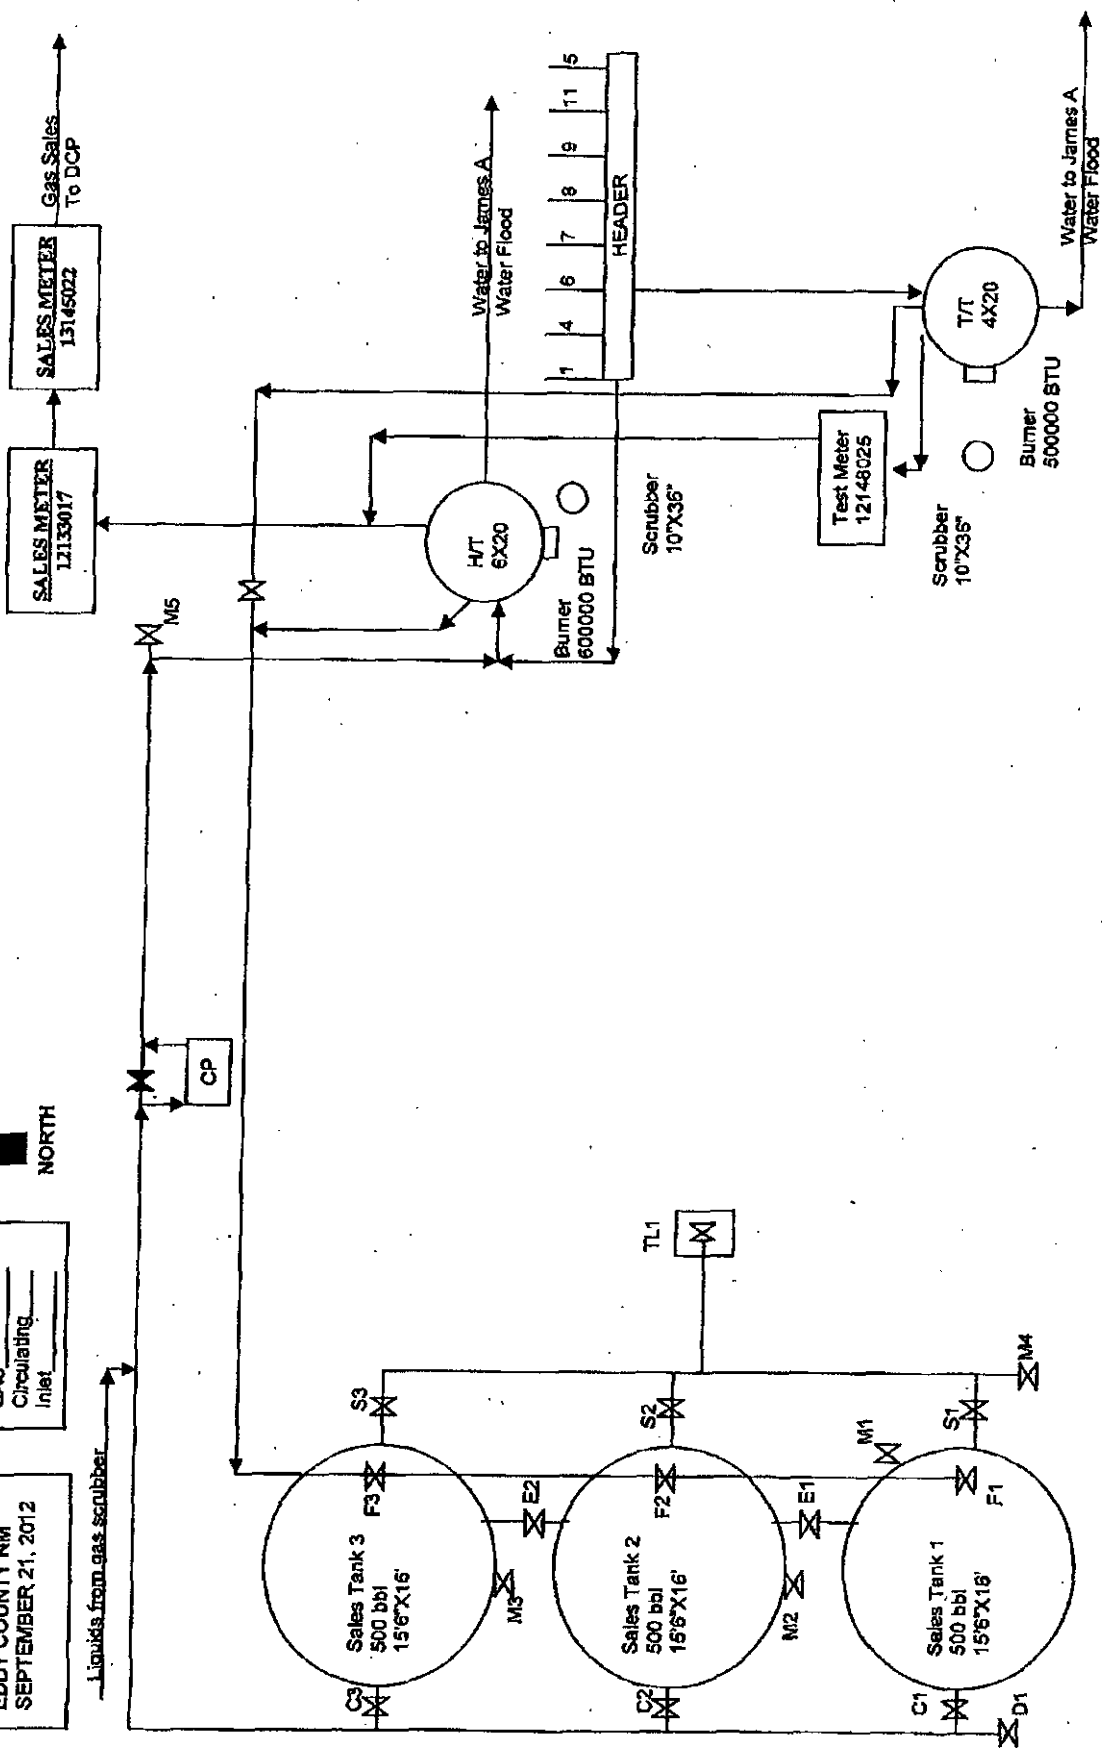 EDDY COUNTY NM
SEPTEMBER 21, 2012
Circulating
Inlet
NORTH
Liquids from gas scrubber
SALES METER
12133017
SALES METER
13145022
Gas Sales
To DCP
M5
CP
H/T
6X20
Burner
600000 BTU
Scrubber
10"X36"
Water to James A
Water Flood
1
4
6
7
8
9
11
5
HEADER
Test Meter
12148025
T/T
4X20
Burner
500000 BTU
Scrubber
10"X36"
Water to James A
Water Flood
Sales Tank 3
500 bbl
15'6"X16'
C3
F3
S3
M3
E2
TL1
Sales Tank 2
500 bbl
15'6"X16'
C2
F2
S2
M2
E1
M1
Sales Tank 1
500 bbl
15'6"X16'
C1
F1
S1
D1
M4